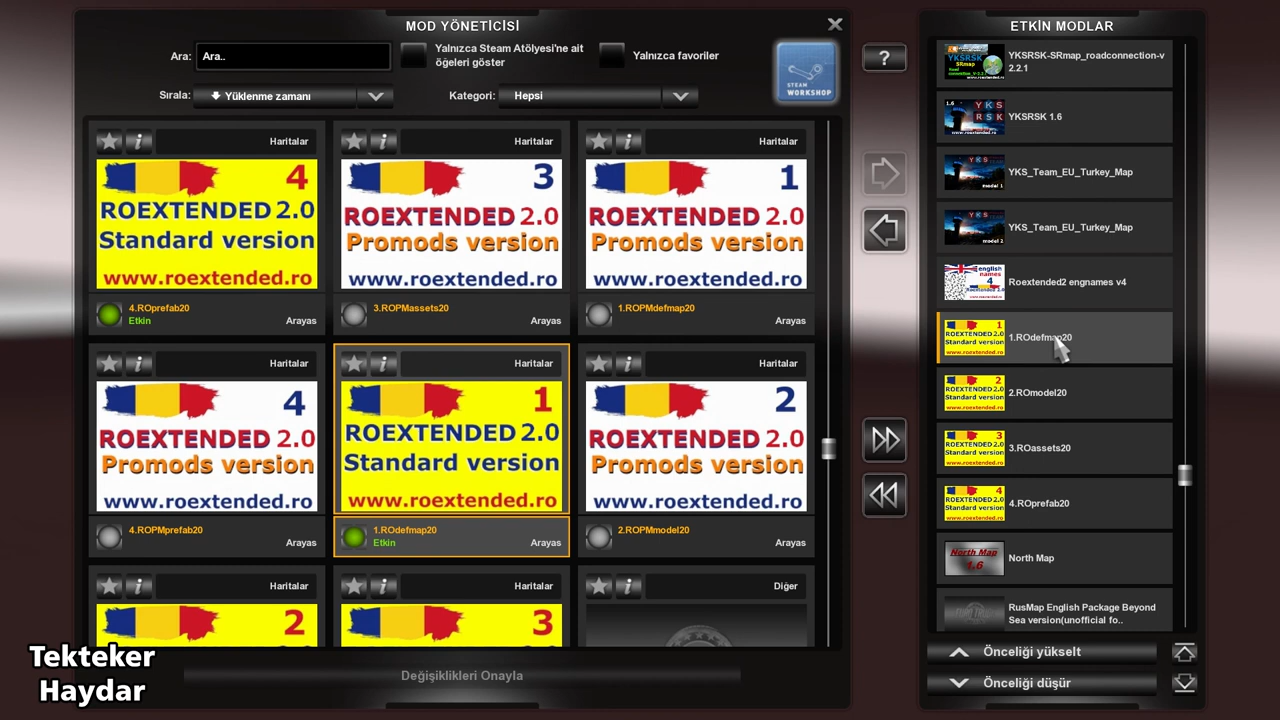 MOD YÖNETİCİSİ
Ara: Ara..
Yalnızca Steam Atölyesi'ne ait
öğeleri göster
Yalnızca favoriler
STEAM
WORKSHOP
Sırala: Yüklenme zamanı
Kategori: Hepsi
Haritalar
4
ROEXTENDED 2.0
Standard version
www.roextended.ro
4.ROprefab20
Etkin
Arayas
Haritalar
3
ROEXTENDED 2.0
Promods version
www.roextended.ro
3.ROPMassets20
Arayas
Haritalar
1
ROEXTENDED 2.0
Promods version
www.roextended.ro
1.ROPMdefmap20
Arayas
Haritalar
4
ROEXTENDED 2.0
Promods version
www.roextended.ro
4.ROPMprefab20
Arayas
Haritalar
1
ROEXTENDED 2.0
Standard version
www.roextended.ro
1.ROdefmap20
Etkin
Arayas
Haritalar
2
ROEXTENDED 2.0
Promods version
www.roextended.ro
2.ROPMmodel20
Arayas
Haritalar
2
Haritalar
3
Diğer
Değişiklikleri Onayla
?
ETKİN MODLAR
YKSRSK-SRmap_roadconnection-v
2.2.1
YKSRSK 1.6
YKS_Team_EU_Turkey_Map
YKS_Team_EU_Turkey_Map
Roextended2 engnames v4
1.ROdefmap20
2.ROmodel20
3.ROassets20
4.ROprefab20
North Map
1.6
North Map
RusMap English Package Beyond
Sea version(unofficial fo..
Önceliği yükselt
Önceliği düşür
Tekteker
Haydar